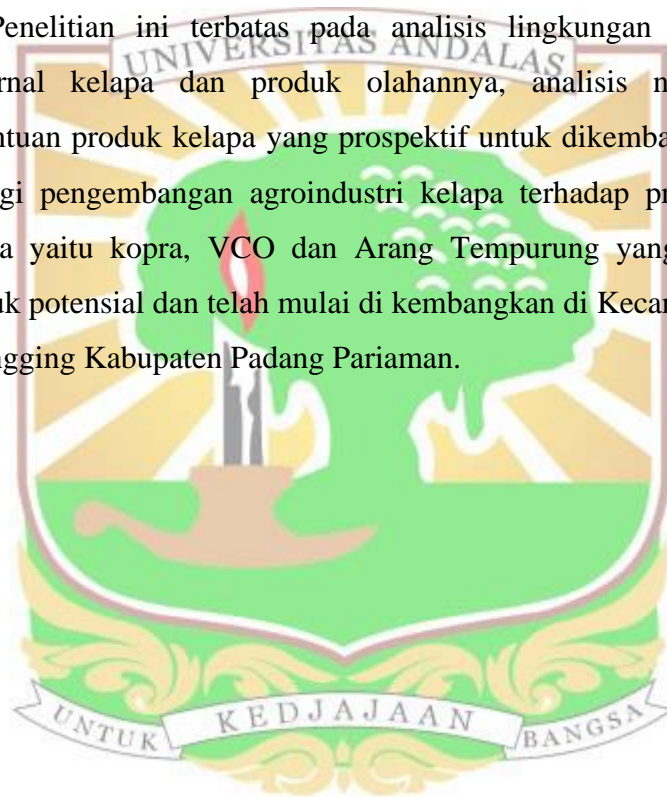 Penelitian ini terbatas pada analisis lingkungan
UNIVERSITAS ANDALAS
rnal kelapa dan produk olahannya, analisis n
ntuan produk kelapa yang prospektif untuk dikemba
gi pengembangan agroindustri kelapa terhadap pr
a yaitu kopra, VCO dan Arang Tempurung yang
uk potensial dan telah mulai di kembangkan di Kecar
ngging Kabupaten Padang Pariaman.
UNTUK KEDJAJAAN BANGSA